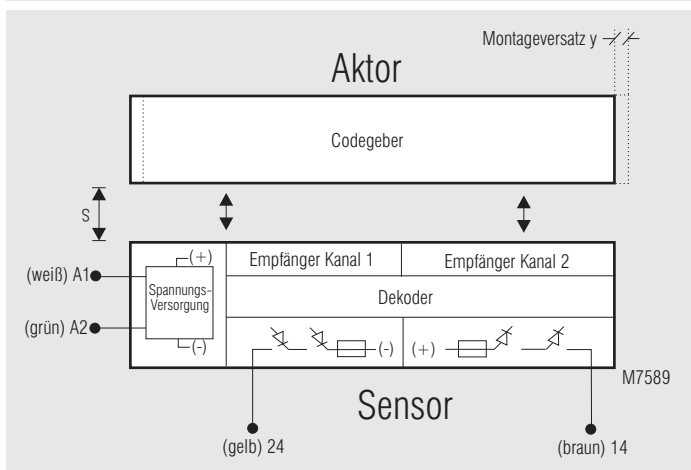 Montageversatz y
Aktor
Codegeber
S
(+)
Empfänger Kanal 1
Empfänger Kanal 2
(weiß) A1
Spannungs-
Versorgung
Dekoder
(grün) A2
(-)
(-)
(+)
M7589
Sensor
(gelb) 24
(braun) 14